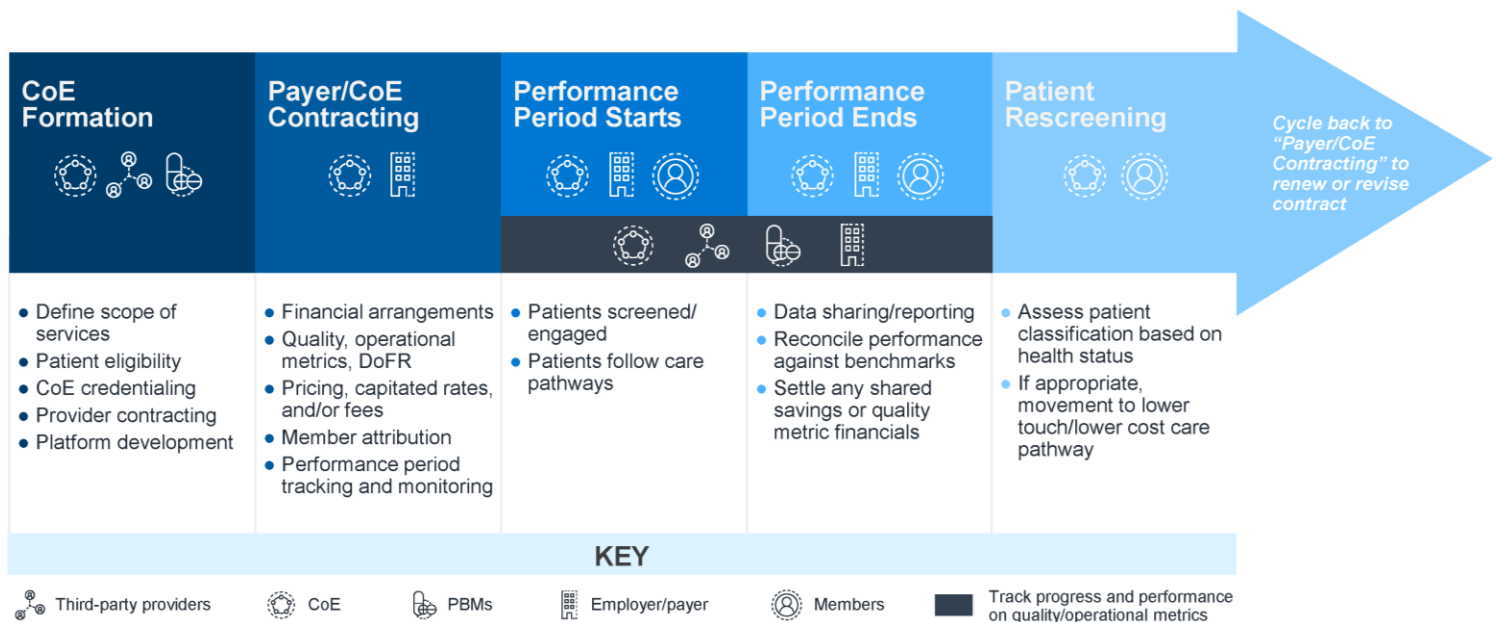 CoE
Formation
Payer/CoE
Contracting
Performance
Period Starts
Performance
Period Ends
Patient
Rescreening
Cycle back to
“Payer/CoE
Contracting” to
renew or revise
contract
• Define scope of
services
• Patient eligibility
• CoE credentialing
• Provider contracting
• Platform development
• Financial arrangements
• Quality, operational
metrics, DoFR
• Pricing, capitated rates,
and/or fees
• Member attribution
• Performance period
tracking and monitoring
• Patients screened/
engaged
• Patients follow care
pathways
• Data sharing/reporting
• Reconcile performance
against benchmarks
• Settle any shared
savings or quality
metric financials
• Assess patient
classification based on
health status
• If appropriate,
movement to lower
touch/lower cost care
pathway
KEY
Third-party providers
CoE
PBMs
Employer/payer
Members
Track progress and performance
on quality/operational metrics